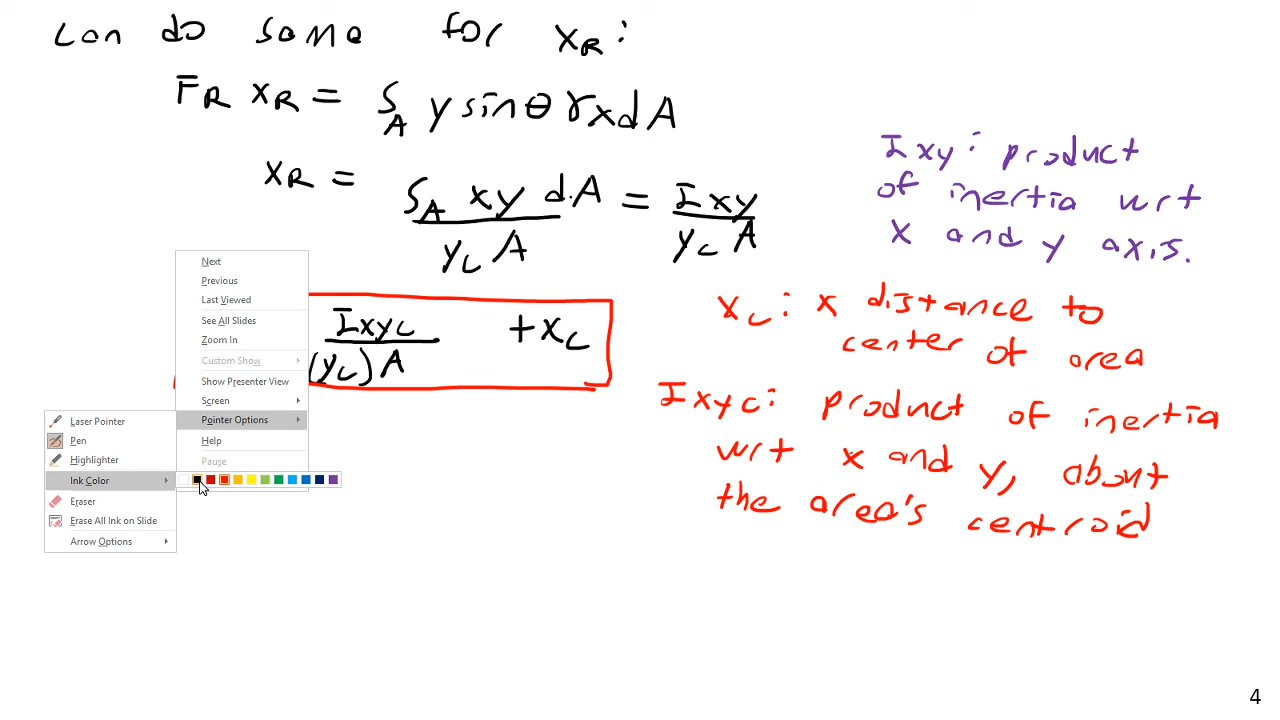 Can do same for xR:
FR xR = ∫A y sinθ γ x dA
xR = ∫A xy dA / yc A = Ixy / yc A
Ixy: product
of inertia wrt
x and y axis.
Ixyc / (yc) A + xc
xc: x distance to
center of area
Ixyc: product of inertia
wrt x and y, about
the area's centroid
Next
Previous
Last Viewed
See All Slides
Zoom In
Custom Show
Show Presenter View
Screen
Pointer Options
Help
Pause
Laser Pointer
Pen
Highlighter
Ink Color
Eraser
Erase All Ink on Slide
Arrow Options
4